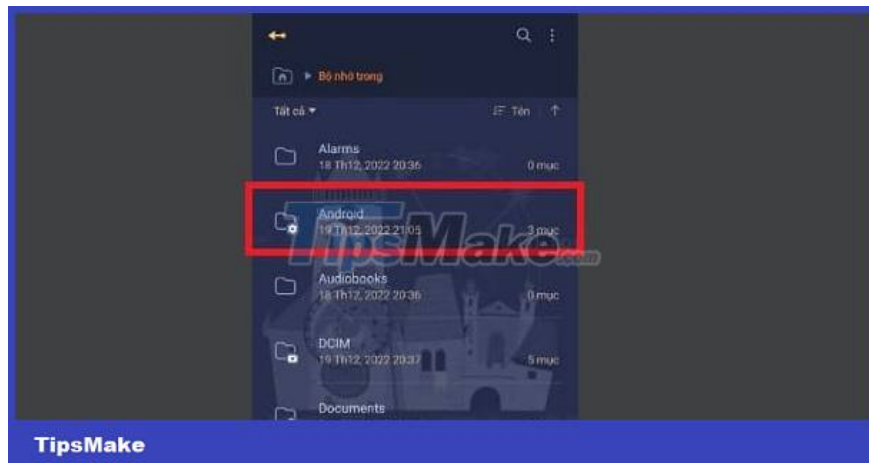 Bộ nhớ trong
Tất cả
Tên
Alarms
18 Th12, 2022 20:36
0 mục
Android
19 Th12, 2022 21:05
3 mục
TipsMake.com
Audiobooks
18 Th12, 2022 20:36
0 mục
DCIM
19 Th12, 2022 20:37
5 mục
Documents
TipsMake